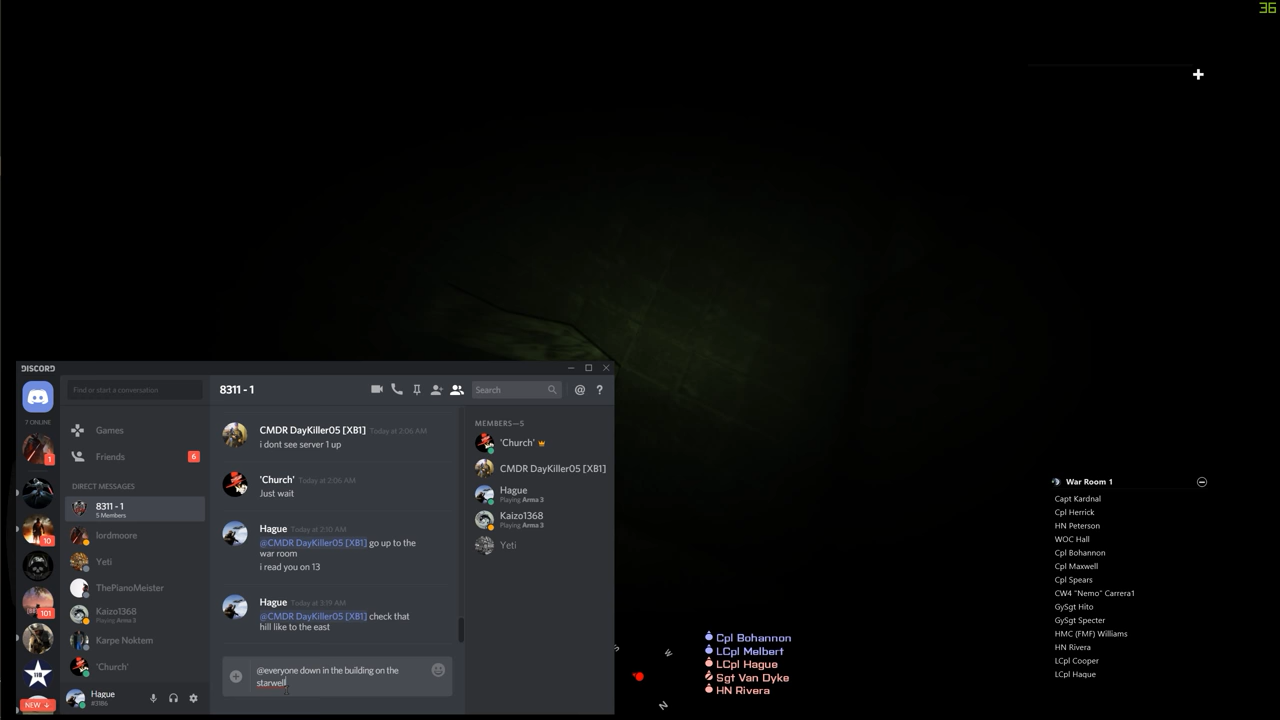 36
DISCORD
Find or start a conversation
8311 - 1
Search
@
?
7 ONLINE
1
10
101
NEW ↓
Games
Friends
6
DIRECT MESSAGES
8311 - 1
5 Members
lordmoore
Yeti
ThePianoMeister
Kaizo1368
Playing Arma 3
Karpe Noktem
'Church'
Hague
#3186
CMDR DayKiller05 [XB1] Today at 2:06 AM
i dont see server 1 up
'Church' Today at 2:06 AM
Just wait
Hague Today at 2:10 AM
@CMDR DayKiller05 [XB1] go up to the
war room
i read you on 13
Hague Today at 3:19 AM
@CMDR DayKiller05 [XB1] check that
hill like to the east
@everyone down in the building on the
starwell
MEMBERS—5
'Church'
CMDR DayKiller05 [XB1]
Hague
Playing Arma 3
Kaizo1368
Playing Arma 3
Yeti
N
Cpl Bohannon
LCpl Melbert
LCpl Hague
Sgt Van Dyke
HN Rivera
War Room 1
Capt Kardnal
Cpl Herrick
HN Peterson
WOC Hall
Cpl Bohannon
Cpl Maxwell
Cpl Spears
CW4 "Nemo" Carrera1
GySgt Hito
GySgt Specter
HMC (FMF) Williams
HN Rivera
LCpl Cooper
LCpl Hague